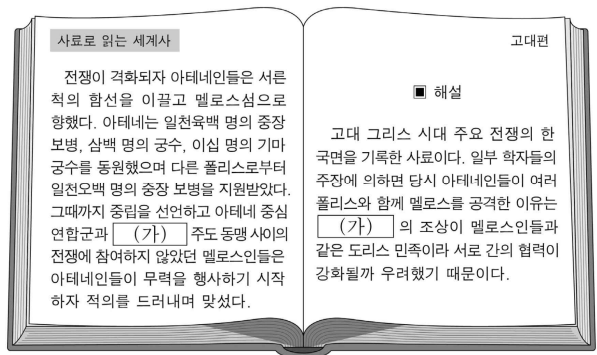 사료로 읽는 세계사
전쟁이 격화되자 아테네인들은 서른
척의 함선을 이끌고 멜로스섬으로
향했다. 아테네는 일천육백 명의 중장
보병, 삼백 명의 궁수, 이십 명의 기마
궁수를 동원했으며 다른 폴리스로부터
일천오백 명의 중장 보병을 지원받았다.
그때까지 중립을 선언하고 아테네 중심
연합군과 (가) 주도 동맹 사이의
전쟁에 참여하지 않았던 멜로스인들은
아테네인들이 무력을 행사하기 시작
하자 적의를 드러내며 맞섰다.
고대편
▣ 해설
고대 그리스 시대 주요 전쟁의 한
국면을 기록한 사료이다. 일부 학자들의
주장에 의하면 당시 아테네인들이 여러
폴리스와 함께 멜로스를 공격한 이유는
(가) 의 조상이 멜로스인들과
같은 도리스 민족이라 서로 간의 협력이
강화될까 우려했기 때문이다.